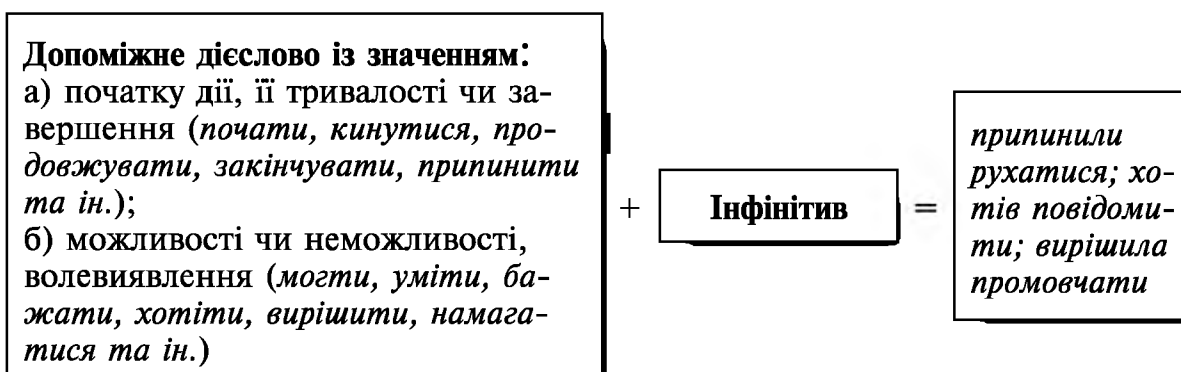 Допоміжне дієслово із значенням:
а) початку дії, її тривалості чи за-
вершення (почати, кинутися, про-
довжувати, закінчувати, припинити
та ін.);
б) можливості чи неможливості,
волевиявлення (могти, уміти, ба-
жати, хотіти, вирішити, намага-
тися та ін.)
+
Інфінітив
=
припинили
рухатися; хо-
тів повідоми-
ти; вирішила
промовчати